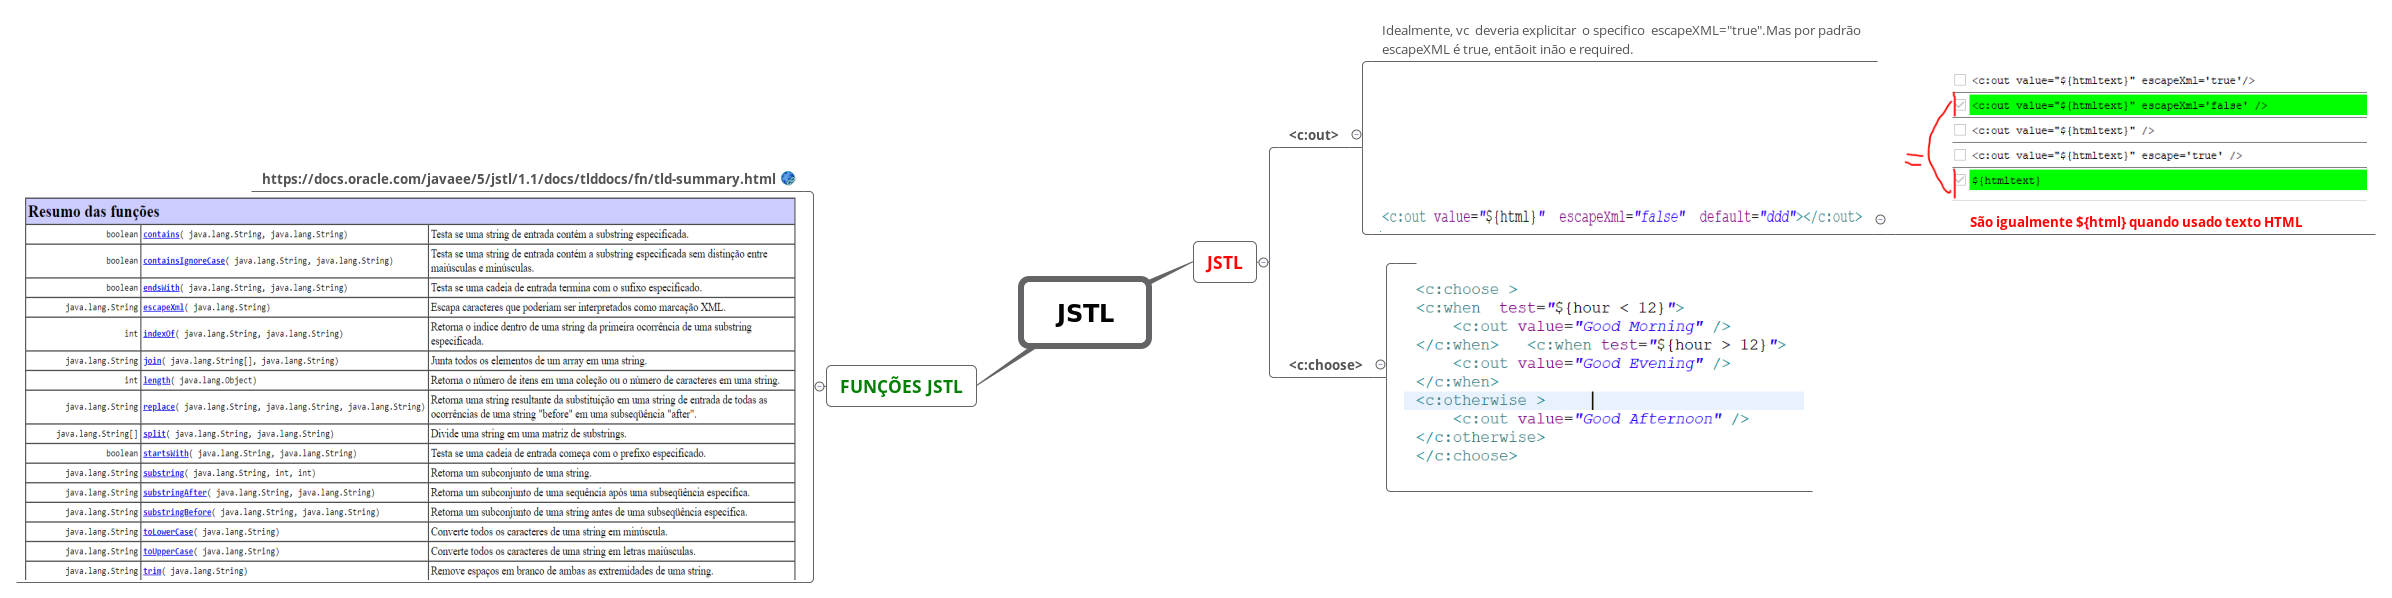 https://docs.oracle.com/javaee/5/jstl/1.1/docs/tlddocs/fn/tld-summary.html
Resumo das funções
boolean contains( java.lang.String, java.lang.String) Testa se uma string de entrada contém a substring especificada.
boolean containsIgnoreCase( java.lang.String, java.lang.String) Testa se uma string de entrada contém a substring especificada sem distinção entre
maiúsculas e minúsculas.
boolean endsWith( java.lang.String, java.lang.String) Testa se uma cadeia de entrada termina com o sufixo especificado.
java.lang.String escapeXml( java.lang.String) Escapa caracteres que poderiam ser interpretados como marcação XML.
int indexOf( java.lang.String, java.lang.String) Retorna o índice dentro de uma string da primeira ocorrência de uma substring
especificada.
java.lang.String join( java.lang.String[], java.lang.String) Junta todos os elementos de um array em uma string.
int length( java.lang.Object) Retorna o número de itens em uma coleção ou o número de caracteres em uma string.
java.lang.String replace( java.lang.String, java.lang.String, java.lang.String) Retorna uma string resultante da substituição em uma string de entrada de todas as
ocorrências de uma string "before" em uma subseqüência "after".
java.lang.String[] split( java.lang.String, java.lang.String) Divide uma string em uma matriz de substrings.
boolean startsWith( java.lang.String, java.lang.String) Testa se uma cadeia de entrada começa com o prefixo especificado.
java.lang.String substring( java.lang.String, int, int) Retorna um subconjunto de uma string.
java.lang.String substringAfter( java.lang.String, java.lang.String) Retorna um subconjunto de uma sequência após uma subseqüência específica.
java.lang.String substringBefore( java.lang.String, java.lang.String) Retorna um subconjunto de uma string antes de uma subseqüência específica.
java.lang.String toLowerCase( java.lang.String) Converte todos os caracteres de uma string em minúscula.
java.lang.String toUpperCase( java.lang.String) Converte todos os caracteres de uma string em letras maiúsculas.
java.lang.String trim( java.lang.String) Remove espaços em branco de ambas as extremidades de uma string.
FUNÇÕES JSTL
JSTL
JSTL
<c:out>
Idealmente, vc  deveria explicitar  o specifico  escapeXML="true".Mas por padrão
escapeXML é true, entãoit inão e required.
<c:out value="${html}"  escapeXml="false"  default="ddd"></c:out>
<c:out value="${htmltext}" escapeXml='true'/>
<c:out value="${htmltext}" escapeXml='false' />
<c:out value="${htmltext}" />
<c:out value="${htmltext}" escape='true' />
${htmltext}
São igualmente ${html} quando usado texto HTML
<c:choose>
<c:choose >
<c:when  test="${hour < 12}">
<c:out value="Good Morning" />
</c:when>   <c:when test="${hour > 12}">
<c:out value="Good Evening" />
</c:when>
<c:otherwise >
<c:out value="Good Afternoon" />
</c:otherwise>
</c:choose>